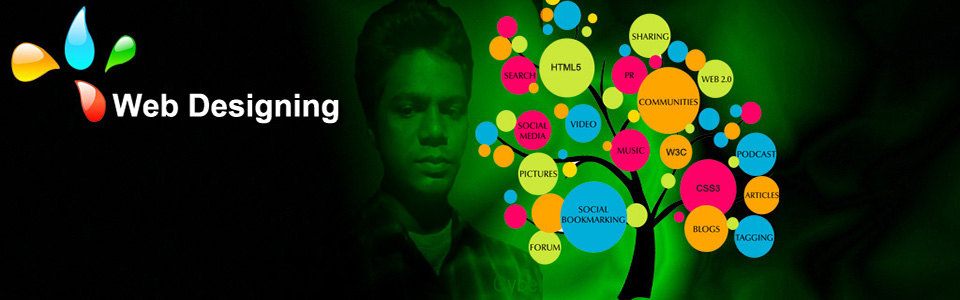 Web Designing
SHARING
HTML5
SEARCH
PR
WEB 2.0
COMMUNITIES
SOCIAL
MEDIA
VIDEO
MUSIC
W3C
PODCAST
PICTURES
CSS3
ARTICLES
SOCIAL
BOOKMARKING
BLOGS
TAGGING
FORUM